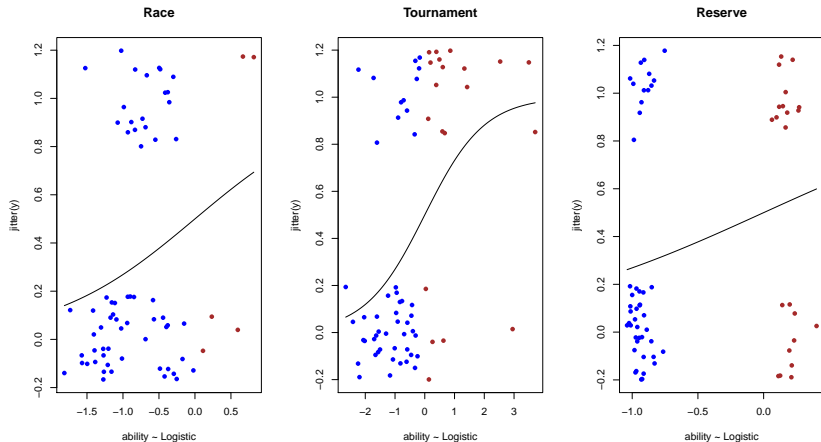 Race
Tournament
Reserve
jitter(y)
−0.2 0.0 0.2 0.4 0.6 0.8 1.0 1.2
−1.5 −1.0 −0.5 0.0 0.5
ability ~ Logistic
jitter(y)
−0.2 0.0 0.2 0.4 0.6 0.8 1.0 1.2
−2 −1 0 1 2 3
ability ~ Logistic
jitter(y)
−0.2 0.0 0.2 0.4 0.6 0.8 1.0 1.2
−1.0 −0.5 0.0
ability ~ Logistic